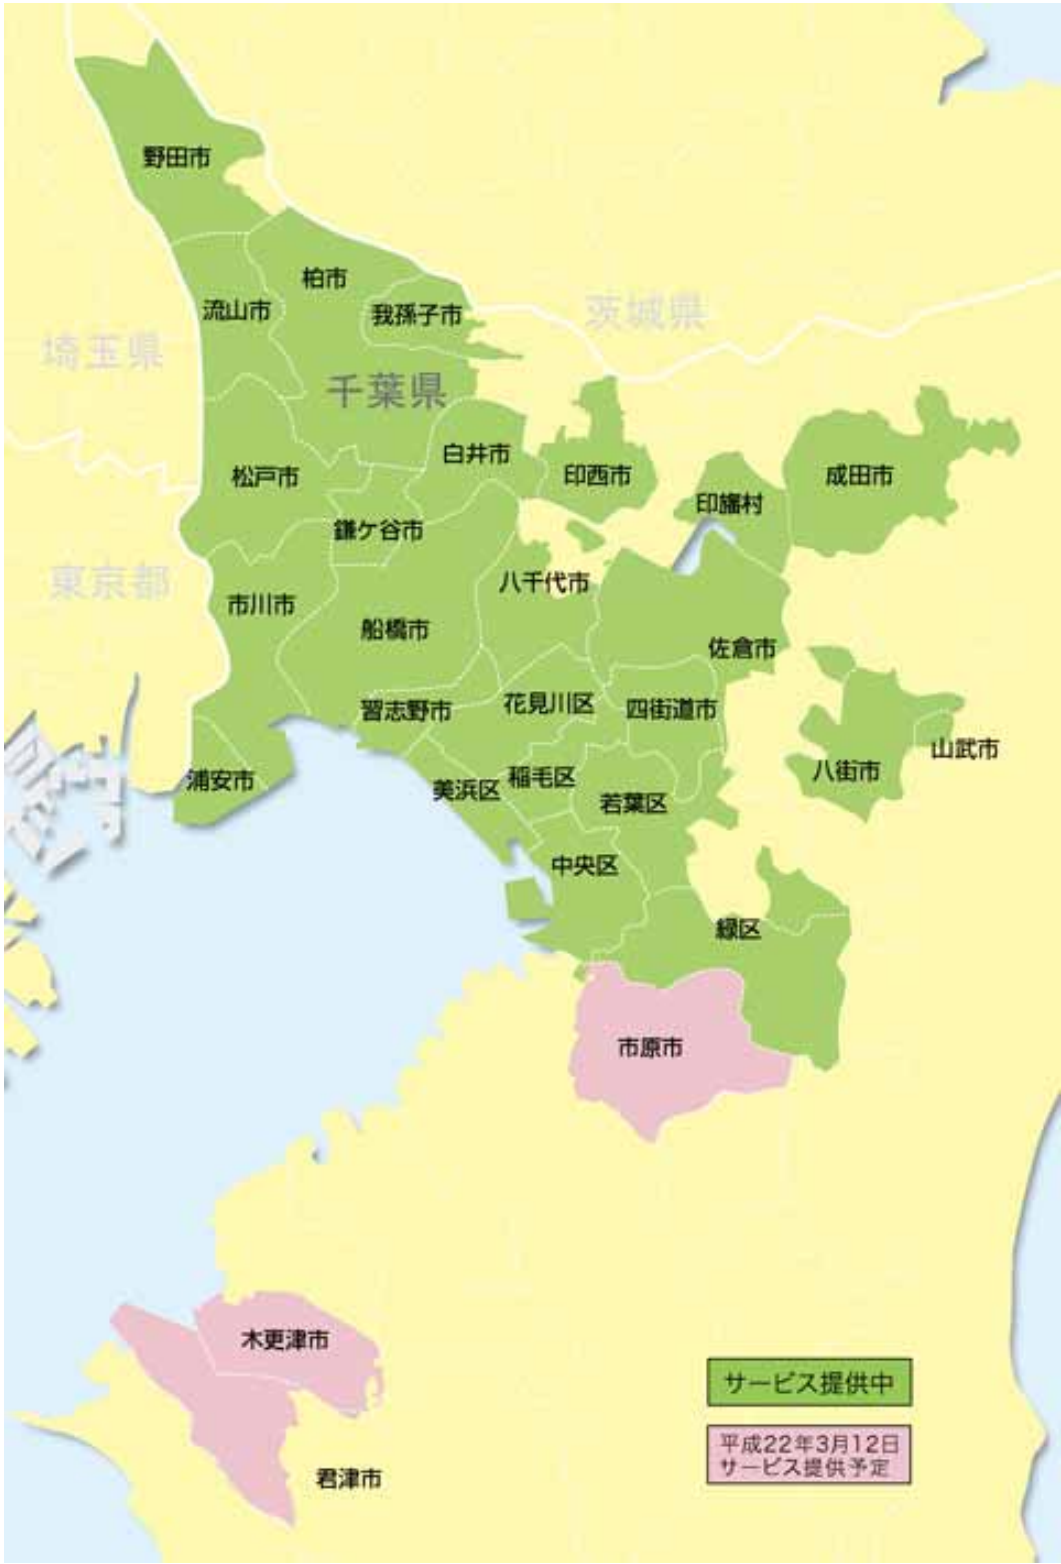 野田市
柏市
流山市
我孫子市
茨城県
埼玉県
千葉県
白井市
松戸市
印西市
成田市
印旛村
鎌ケ谷市
東京都
八千代市
市川市
船橋市
佐倉市
習志野市
花見川区
四街道市
山武市
浦安市
美浜区
稲毛区
八街市
若葉区
中央区
緑区
市原市
木更津市
サービス提供中
平成22年3月12日
サービス提供予定
君津市